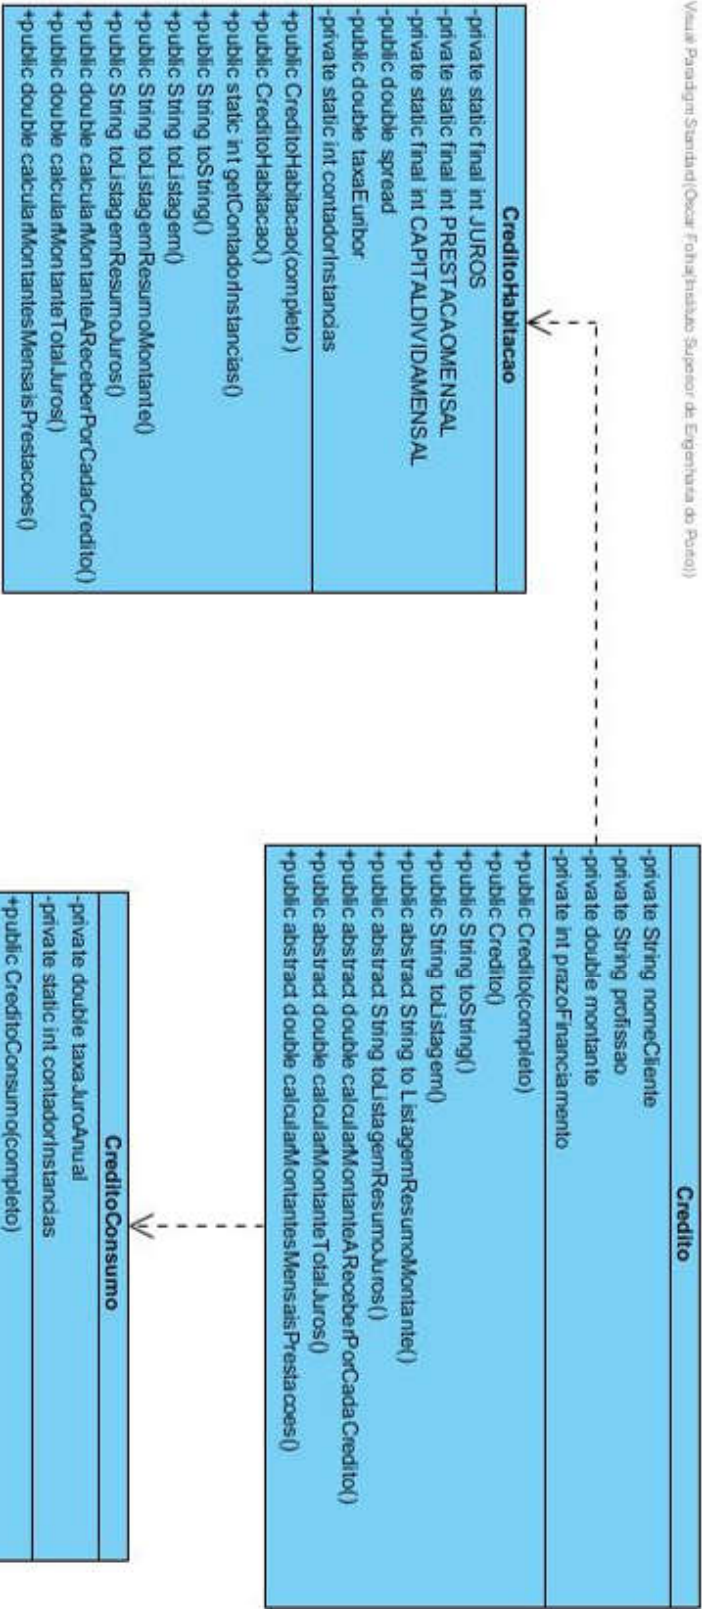 Visual Paradigm Standard(Oscar Folha(Instituto Superior de Engenharia do Porto))
CreditoHabitacao
-private static final int JUROS
-private static final int PRESTACAOMENSAL
-private static final int CAPITALDIVIDAMENSAL
-public double spread
-public double taxaEuribor
-private static int contadorInstancias
+public CreditoHabitacao(completo)
+public CreditoHabitacao()
+public static int getContadorInstancias()
+public String toString()
+public String toListagem()
+public String toListagemResumoMontante()
+public String toListagemResumoJuros()
+public double calcularMontanteAReceberPorCadaCredito()
+public double calcularMontanteTotalJuros()
+public double calcularMontantesMensaisPrestacoes()
Credito
-private String nomeCliente
-private String profissao
-private double montante
-private int prazoFinanciamento
+public Credito(completo)
+public Credito()
+public String toString()
+public String toListagem()
+public abstract String to ListagemResumoMontante()
+public abstract String toListagemResumoJuros()
+public abstract double calcularMontanteAReceberPorCadaCredito()
+public abstract double calcularMontanteTotalJuros()
+public abstract double calcularMontantesMensaisPrestacoes()
CreditoConsumo
-private double taxaJuroAnual
-private static int contadorInstancias
+public CreditoConsumo(completo)